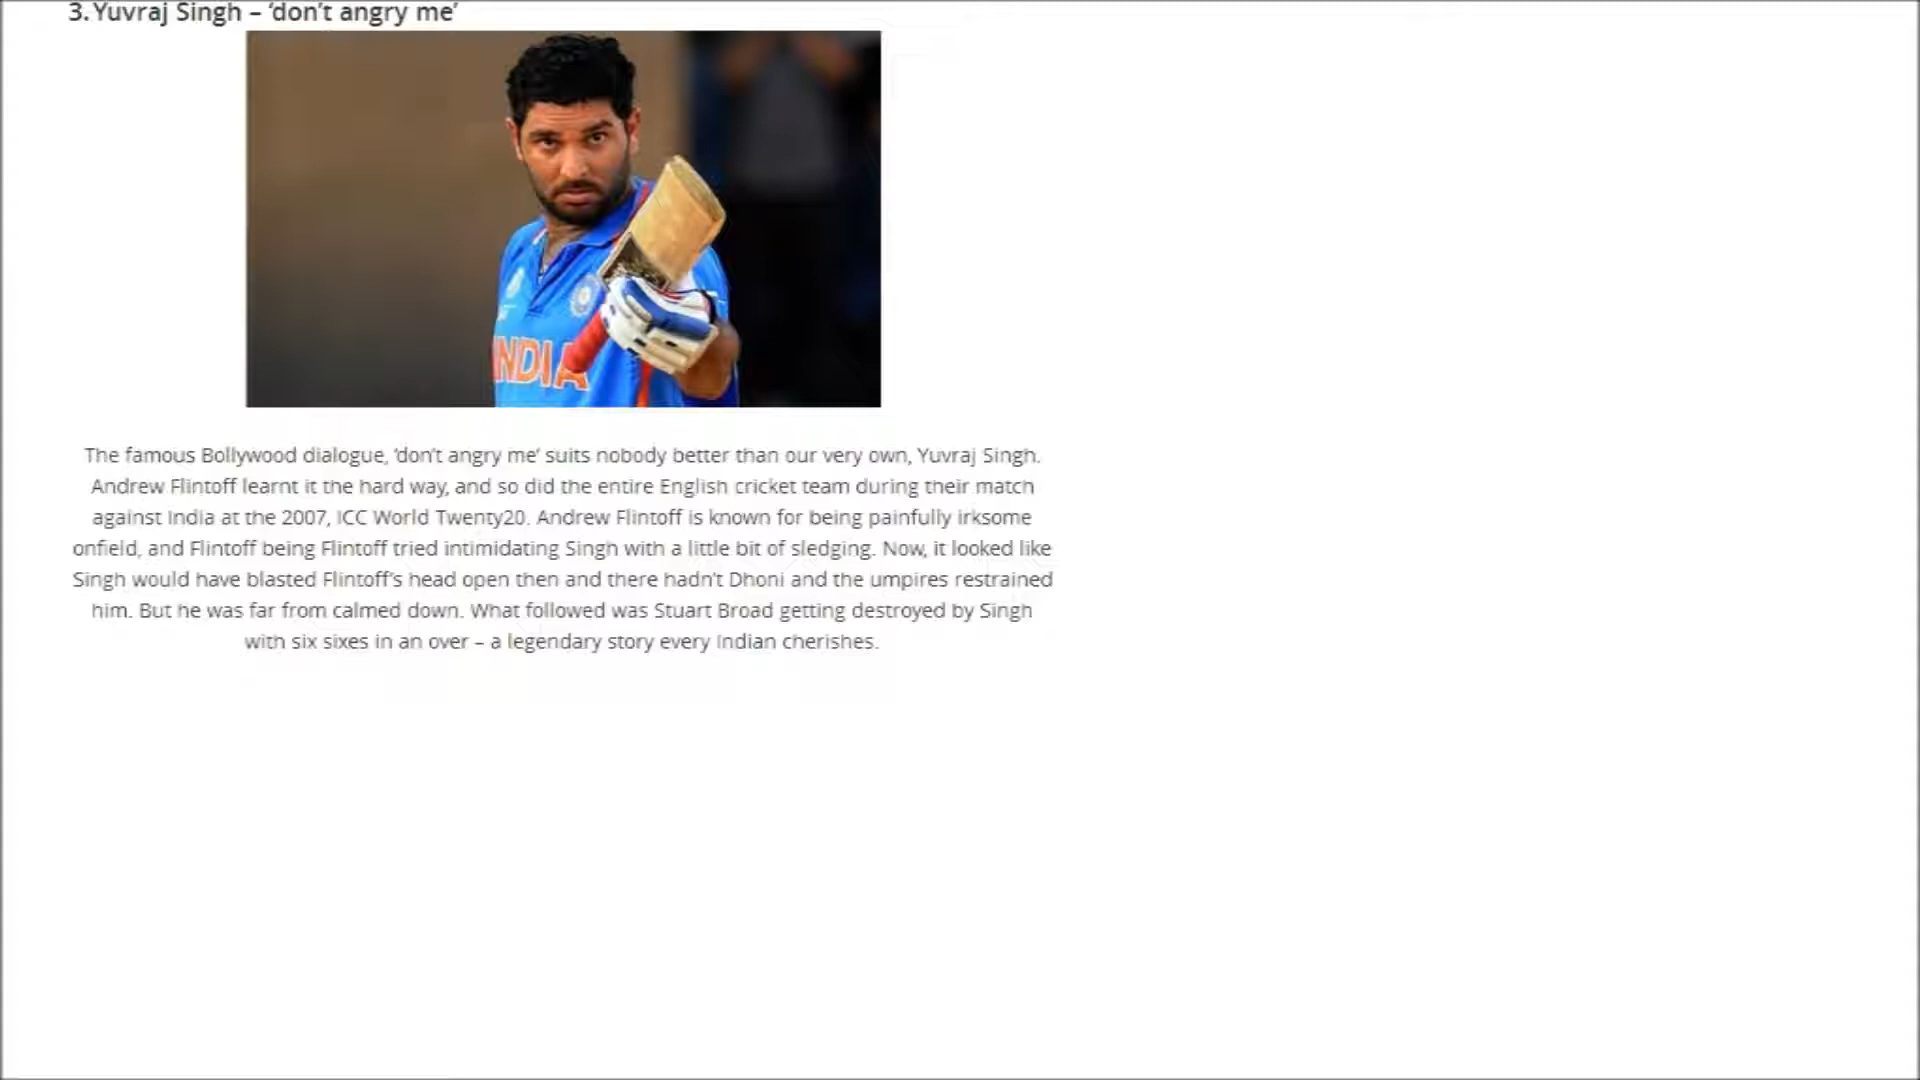 3. Yuvraj Singh – ‘don’t angry me’
INDIA
The famous Bollywood dialogue, ‘don’t angry me’ suits nobody better than our very own, Yuvraj Singh.
Andrew Flintoff learnt it the hard way, and so did the entire English cricket team during their match
against India at the 2007, ICC World Twenty20. Andrew Flintoff is known for being painfully irksome
onfield, and Flintoff being Flintoff tried intimidating Singh with a little bit of sledging. Now, it looked like
Singh would have blasted Flintoff’s head open then and there hadn’t Dhoni and the umpires restrained
him. But he was far from calmed down. What followed was Stuart Broad getting destroyed by Singh
with six sixes in an over – a legendary story every Indian cherishes.